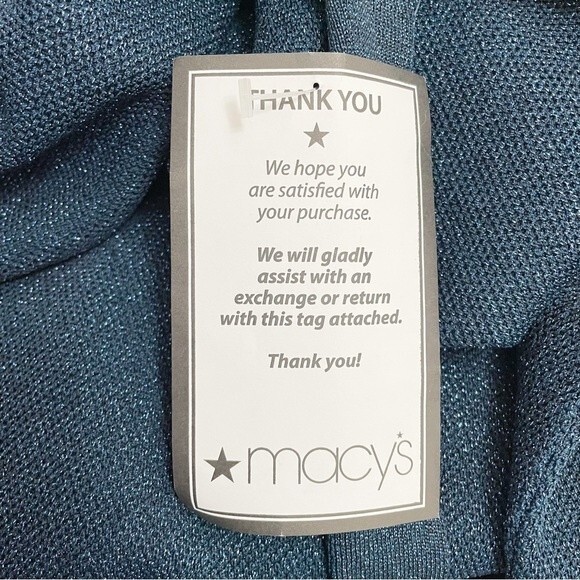 THANK YOU
We hope you
are satisfied with
your purchase.
We will gladly
assist with an
exchange or return
with this tag attached.
Thank you!
macy's